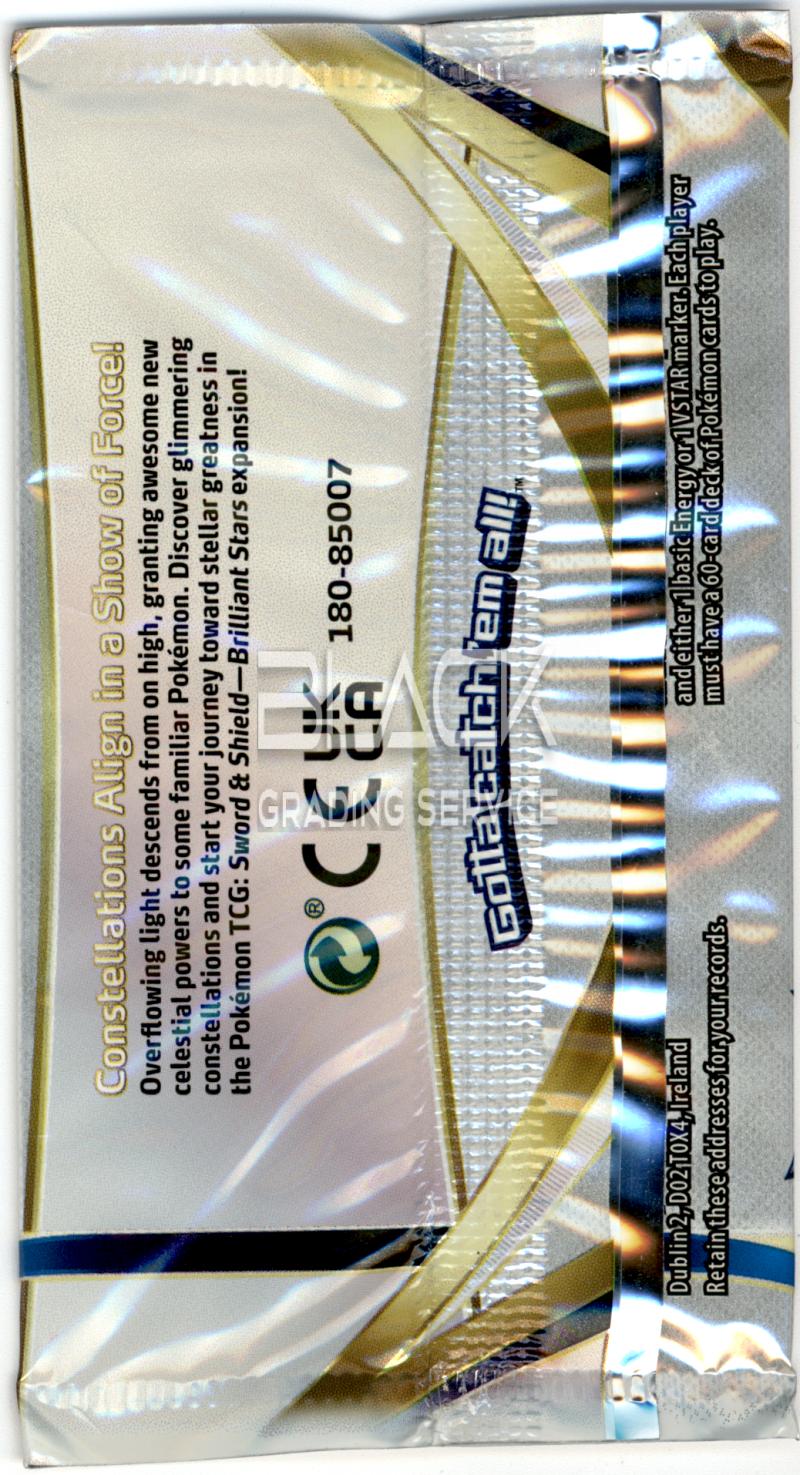 Constellations Align in a Show of Force!
Overflowing light descends from on high, granting awesome new
celestial powers to some familiar Pokémon. Discover glimmering
constellations and start your journey toward stellar greatness in
the Pokémon TCG: Sword & Shield—Brilliant Stars expansion!
® CE UK
CA 180-85007
Gotta catch 'em all!™
Dublin 2, D02 T0X4, Ireland
Retain these addresses for your records.
and either 1 basic Energy or 1 VSTAR marker. Each player
must have a 60-card deck of Pokémon cards to play.
BLACK
GRADING SERVICE